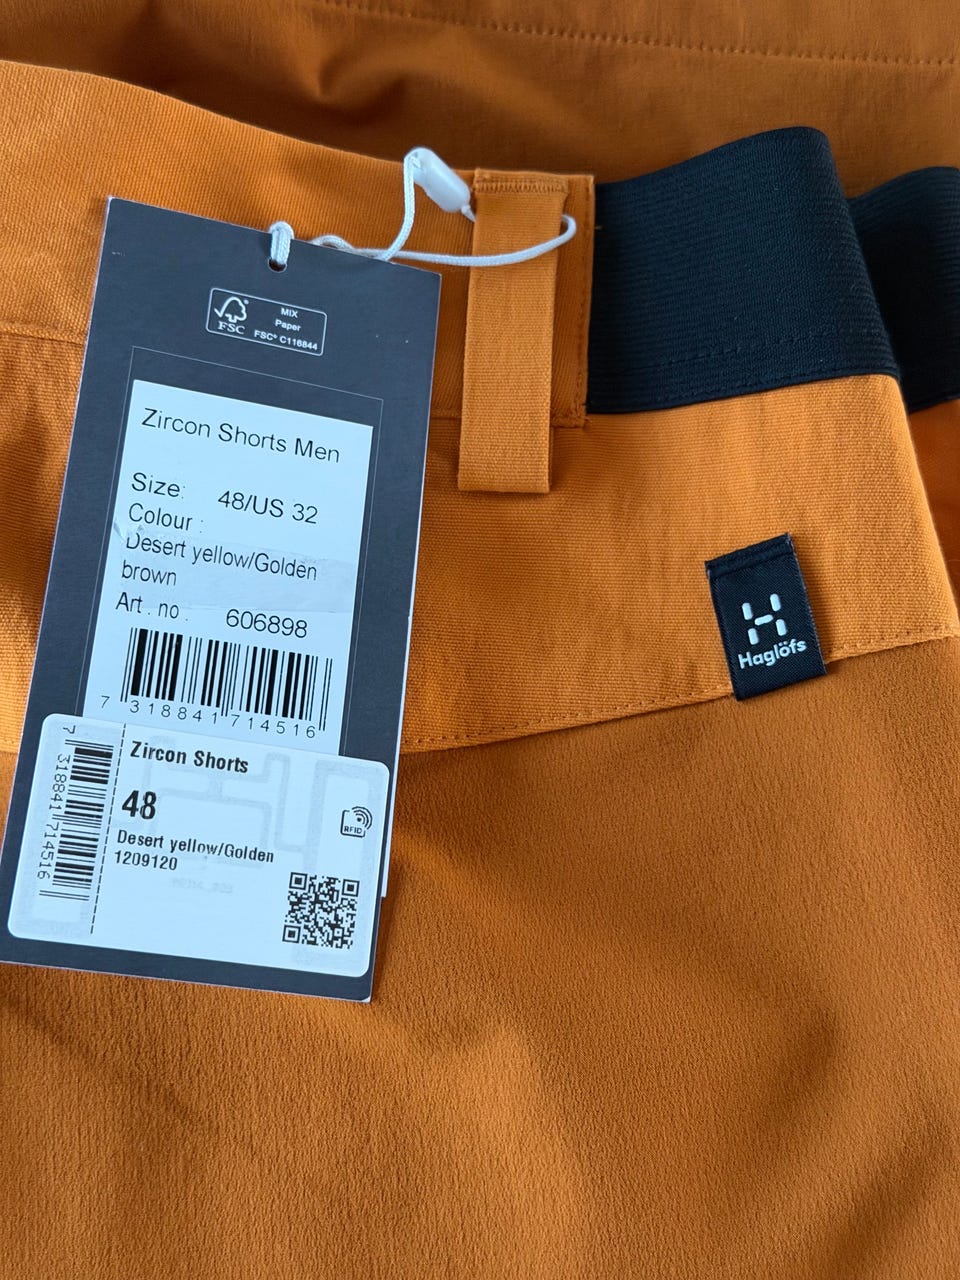 FSC
MIX
Paper
FSC® C116844
Zircon Shorts Men
Size: 48/US 32
Colour :
Desert yellow/Golden
brown
Art . no . 606898
7 318841 714516
Zircon Shorts
48
RFID
Desert yellow/Golden
1209120
7 318841 714516
Haglöfs